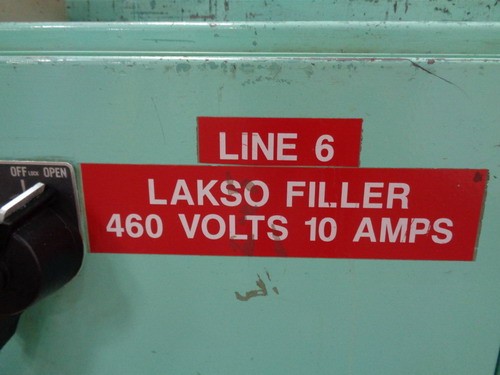 LINE 6
OFF LOCK OPEN
LAKSO FILLER
460 VOLTS 10 AMPS